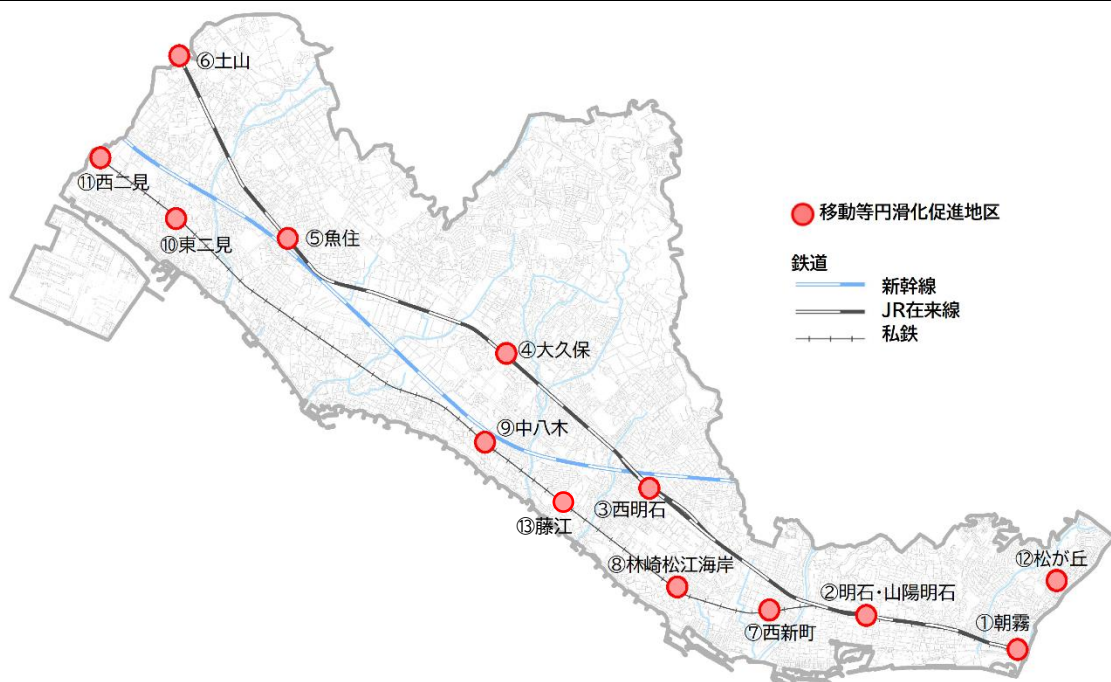 ⑥土山
⑪西二見
⑩東二見
⑤魚住
移動等円滑化促進地区
鉄道
新幹線
JR在来線
私鉄
④大久保
⑨中八木
③西明石
⑬藤江
⑧林崎松江海岸
⑫松が丘
②明石・山陽明石
⑦西新町
①朝霧